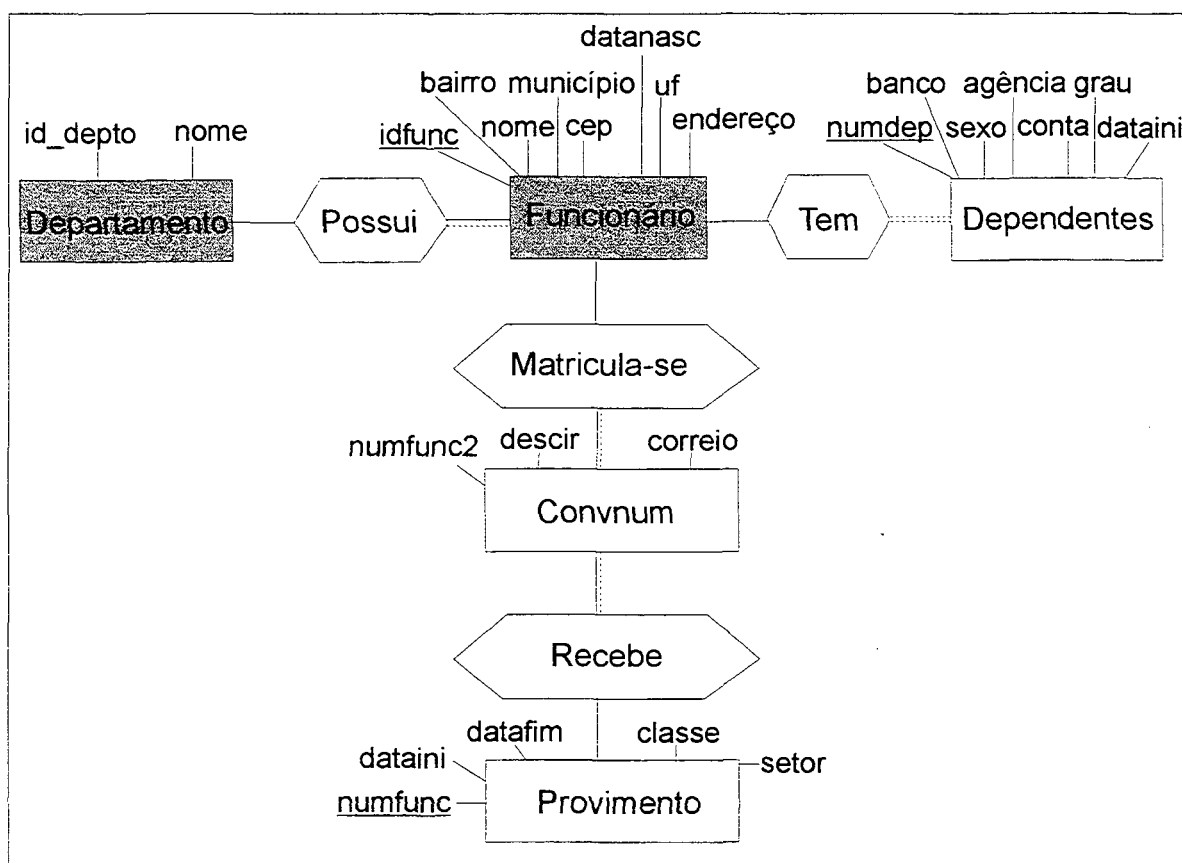 datanasc
bairro município uf
banco agência grau
id_depto nome
idfunc nome cep endereço
numdep sexo conta dataini
Departamento Possui Funcionário Tem Dependentes
Matricula-se
numfunc2 descir correio
Convnum
Recebe
datafim classe
dataini setor
numfunc Provimento